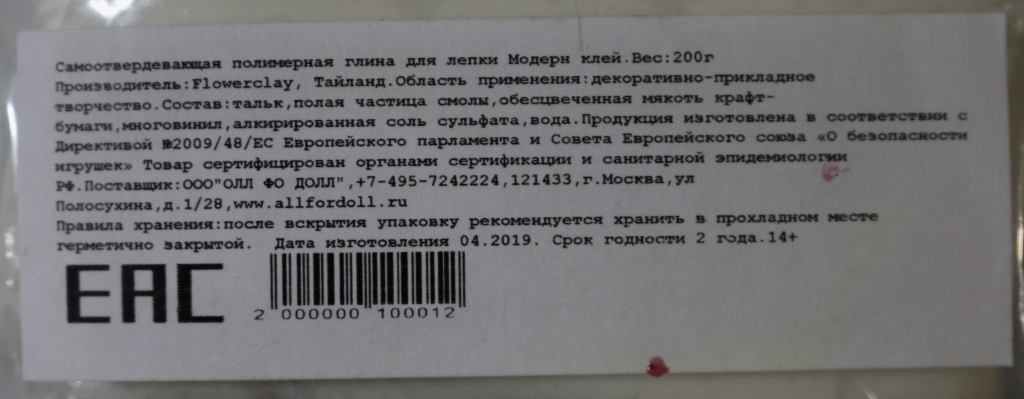 Самоотвердевающая полимерная глина для лепки Модерн клей.Вес:200г
Производитель:Flowerclay, Тайланд.Область применения:декоративно-прикладное
творчество.Состав:тальк,полая частица смолы,обесцвеченная мякоть крафт-
бумаги,многовинил,алкирированная соль сульфата,вода.Продукция изготовлена в соответствии с
Директивой №2009/48/ЕС Европейского парламента и Совета Европейского союза «О безопасности
игрушек» Товар сертифицирован органами сертификации и санитарной эпидемиологии
РФ.Поставщик:ООО"ОЛЛ ФО ДОЛЛ",+7-495-7242224,121433,г.Москва,ул
Полосухина,д.1/28,www.allfordoll.ru
Правила хранения:после вскрытия упаковку рекомендуется хранить в прохладном месте
герметично закрытой. Дата изготовления 04.2019. Срок годности 2 года.14+
EAC
2 000000 100012